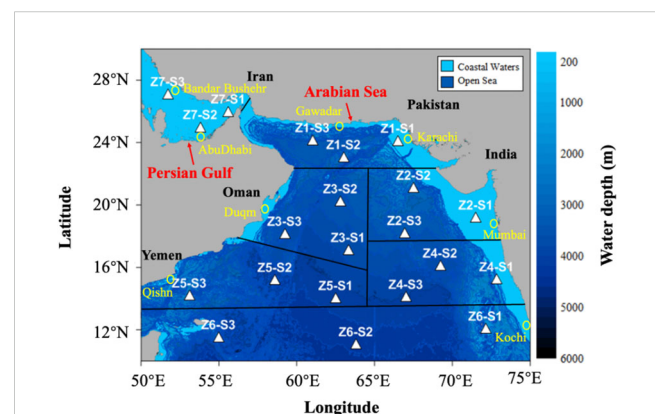 Coastal Waters
Open Sea
28°N
24°N
20°N
16°N
12°N
Latitude
50°E
55°E
60°E
65°E
70°E
75°E
Longitude
200
1000
2000
3000
4000
5000
6000
Water depth (m)
Iran
Arabian Sea
Pakistan
India
Persian Gulf
Oman
Yemen
Z7-S3
Bandar Bushehr
Z7-S1
Z7-S2
AbuDhabi
Gawadar
Z1-S3
Z1-S1
Karachi
Z1-S2
Z3-S2
Z2-S2
Z2-S1
Duqm
Z3-S3
Z2-S3
Mumbai
Z3-S1
Z5-S2
Z4-S2
Z4-S1
Qishn
Z5-S3
Z5-S1
Z4-S3
Z6-S3
Z6-S2
Z6-S1
Kochi